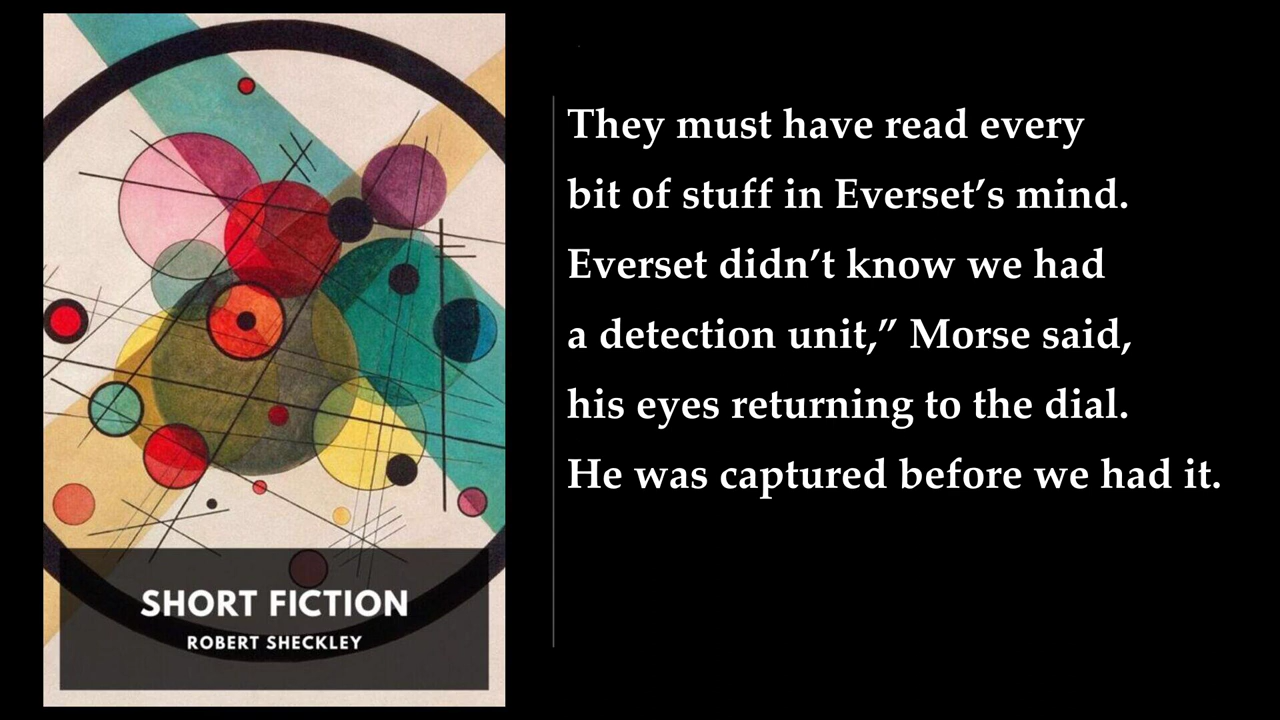 SHORT FICTION
ROBERT SHECKLEY
They must have read every
bit of stuff in Everset’s mind.
Everset didn’t know we had
a detection unit,” Morse said,
his eyes returning to the dial.
He was captured before we had it.